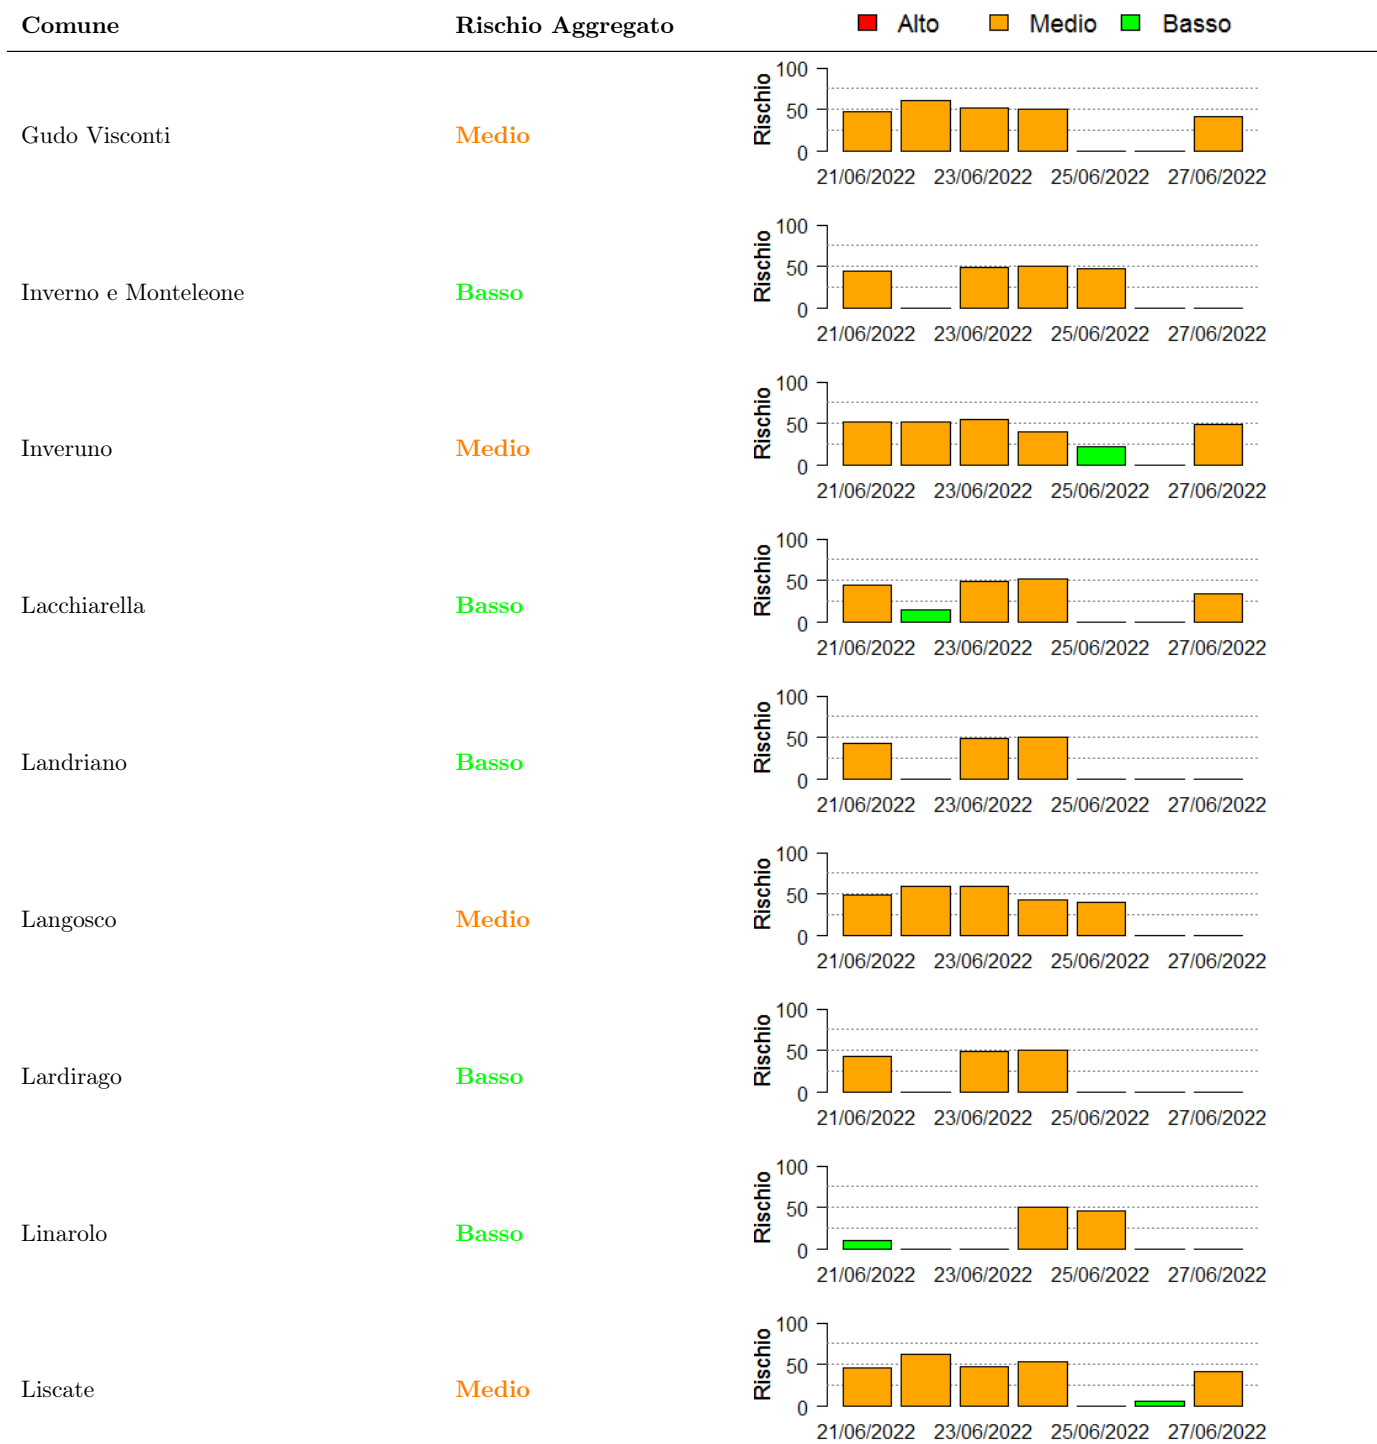 Comune Rischio Aggregato Alto Medio Basso
100
50
0
Rischio
Gudo Visconti Medio
21/06/2022 23/06/2022 25/06/2022 27/06/2022
100
50
0
Rischio
Inverno e Monteleone Basso
21/06/2022 23/06/2022 25/06/2022 27/06/2022
100
50
0
Rischio
Inveruno Medio
21/06/2022 23/06/2022 25/06/2022 27/06/2022
100
50
0
Rischio
Lacchiarella Basso
21/06/2022 23/06/2022 25/06/2022 27/06/2022
100
50
0
Rischio
Landriano Basso
21/06/2022 23/06/2022 25/06/2022 27/06/2022
100
50
0
Rischio
Langosco Medio
21/06/2022 23/06/2022 25/06/2022 27/06/2022
100
50
0
Rischio
Lardirago Basso
21/06/2022 23/06/2022 25/06/2022 27/06/2022
100
50
0
Rischio
Linarolo Basso
21/06/2022 23/06/2022 25/06/2022 27/06/2022
100
50
0
Rischio
Liscate Medio
21/06/2022 23/06/2022 25/06/2022 27/06/2022